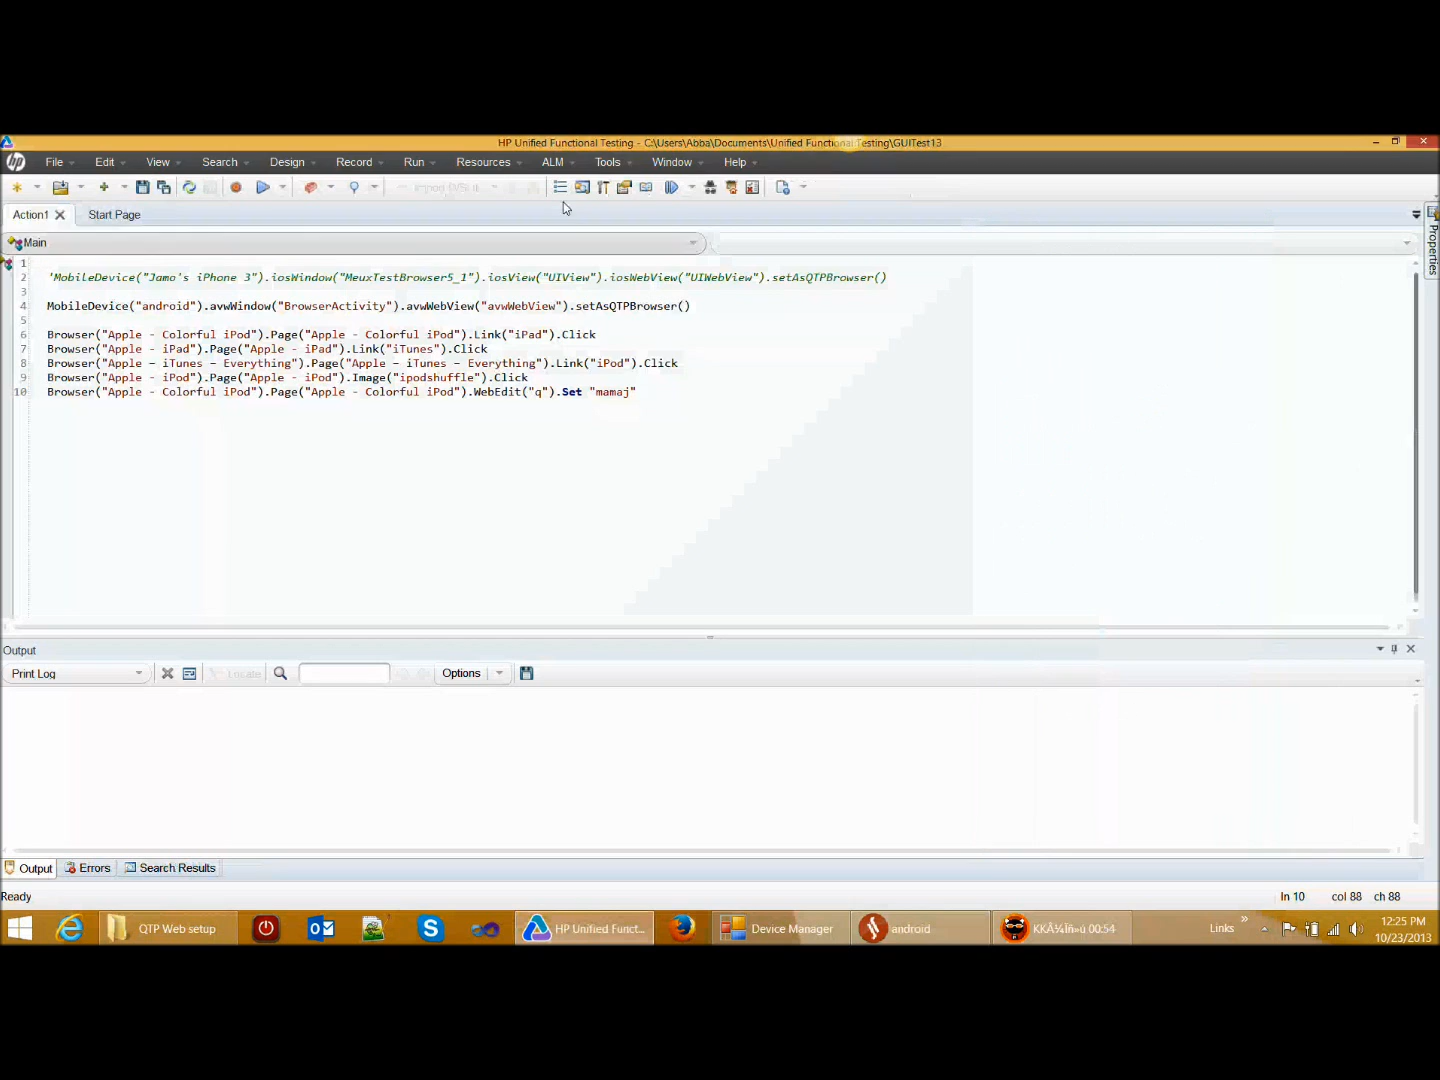 HP Unified Functional Testing - C:\Users\Abba\Documents\Unified Functional Testing\GUITest13
hp File Edit View Search Design Run Record Resources ALM Tools Window Help
Action1 Start Page
Main
Properties
1
2 'MobileDevice("Jamo's iPhone 3").iosWindow("MeuxTestBrowser5_1").iosView("UIView").iosWebView("UIWebView").setAsQTPBrowser()
3
4 MobileDevice("android").avwWindow("BrowserActivity").avwWebView("avwWebView").setAsQTPBrowser()
5
6 Browser("Apple - Colorful iPod").Page("Apple - Colorful iPod").Link("iPad").Click
7 Browser("Apple - iPad").Page("Apple - iPad").Link("iTunes").Click
8 Browser("Apple - iTunes - Everything").Page("Apple - iTunes - Everything").Link("iPod").Click
9 Browser("Apple - iPod").Page("Apple - iPod").Image("ipodshuffle").Click
10 Browser("Apple - Colorful iPod").Page("Apple - Colorful iPod").WebEdit("q").Set "mamaj"
Output
Print Log Locate Options
Output Errors Search Results
Ready ln 10 col 88 ch 88
QTP Web setup HP Unified Funct... Device Manager android 00:54 Links 12:25 PM
10/23/2013